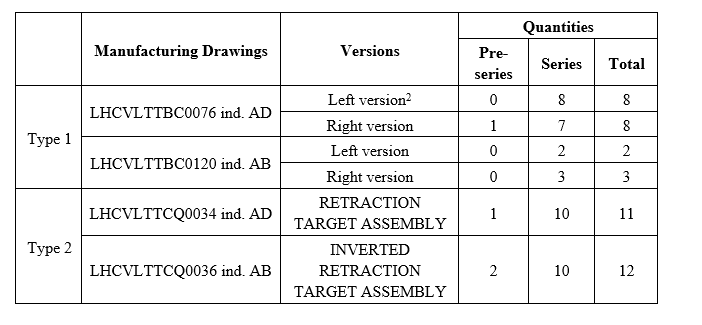 Manufacturing Drawings Versions Quantities
Pre-series Series Total
Type 1 LHCVLTTBC0076 ind. AD Left version² 0 8 8
Right version 1 7 8
LHCVLTTBC0120 ind. AB Left version 0 2 2
Right version 0 3 3
Type 2 LHCVLTTCQ0034 ind. AD RETRACTION TARGET ASSEMBLY 1 10 11
LHCVLTTCQ0036 ind. AB INVERTED RETRACTION TARGET ASSEMBLY 2 10 12